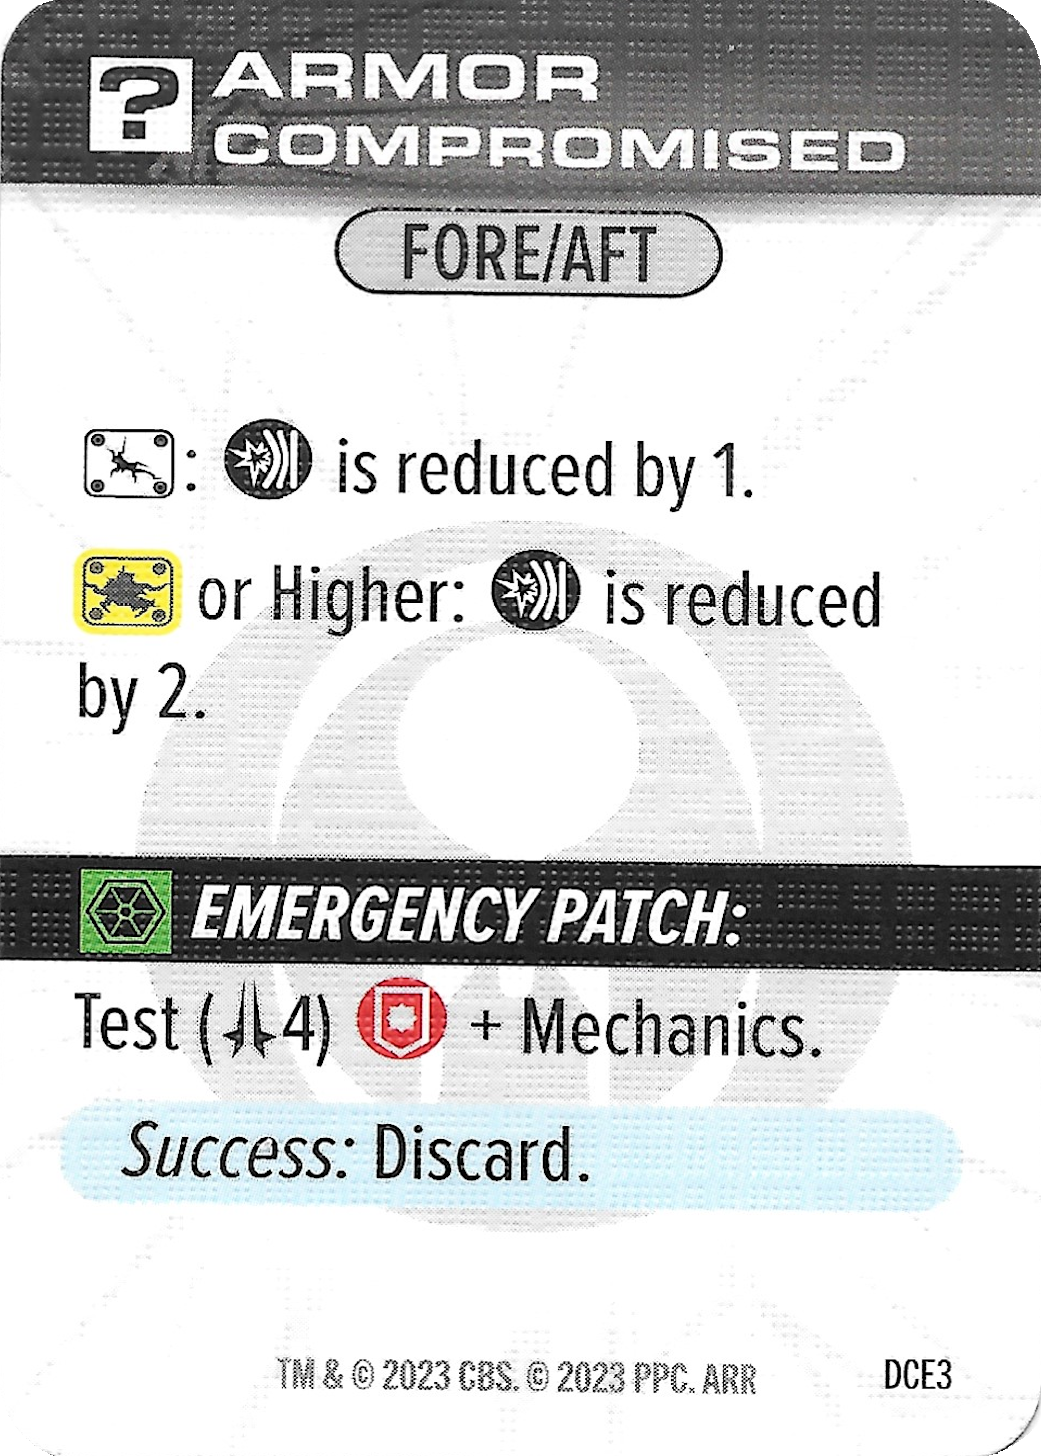 ?
ARMOR
COMPROMISED
FORE/AFT
: is reduced by 1.
or Higher: is reduced
by 2.
EMERGENCY PATCH:
Test ( 4) + Mechanics.
Success: Discard.
TM & © 2023 CBS. © 2023 PPC. ARR
DCE3